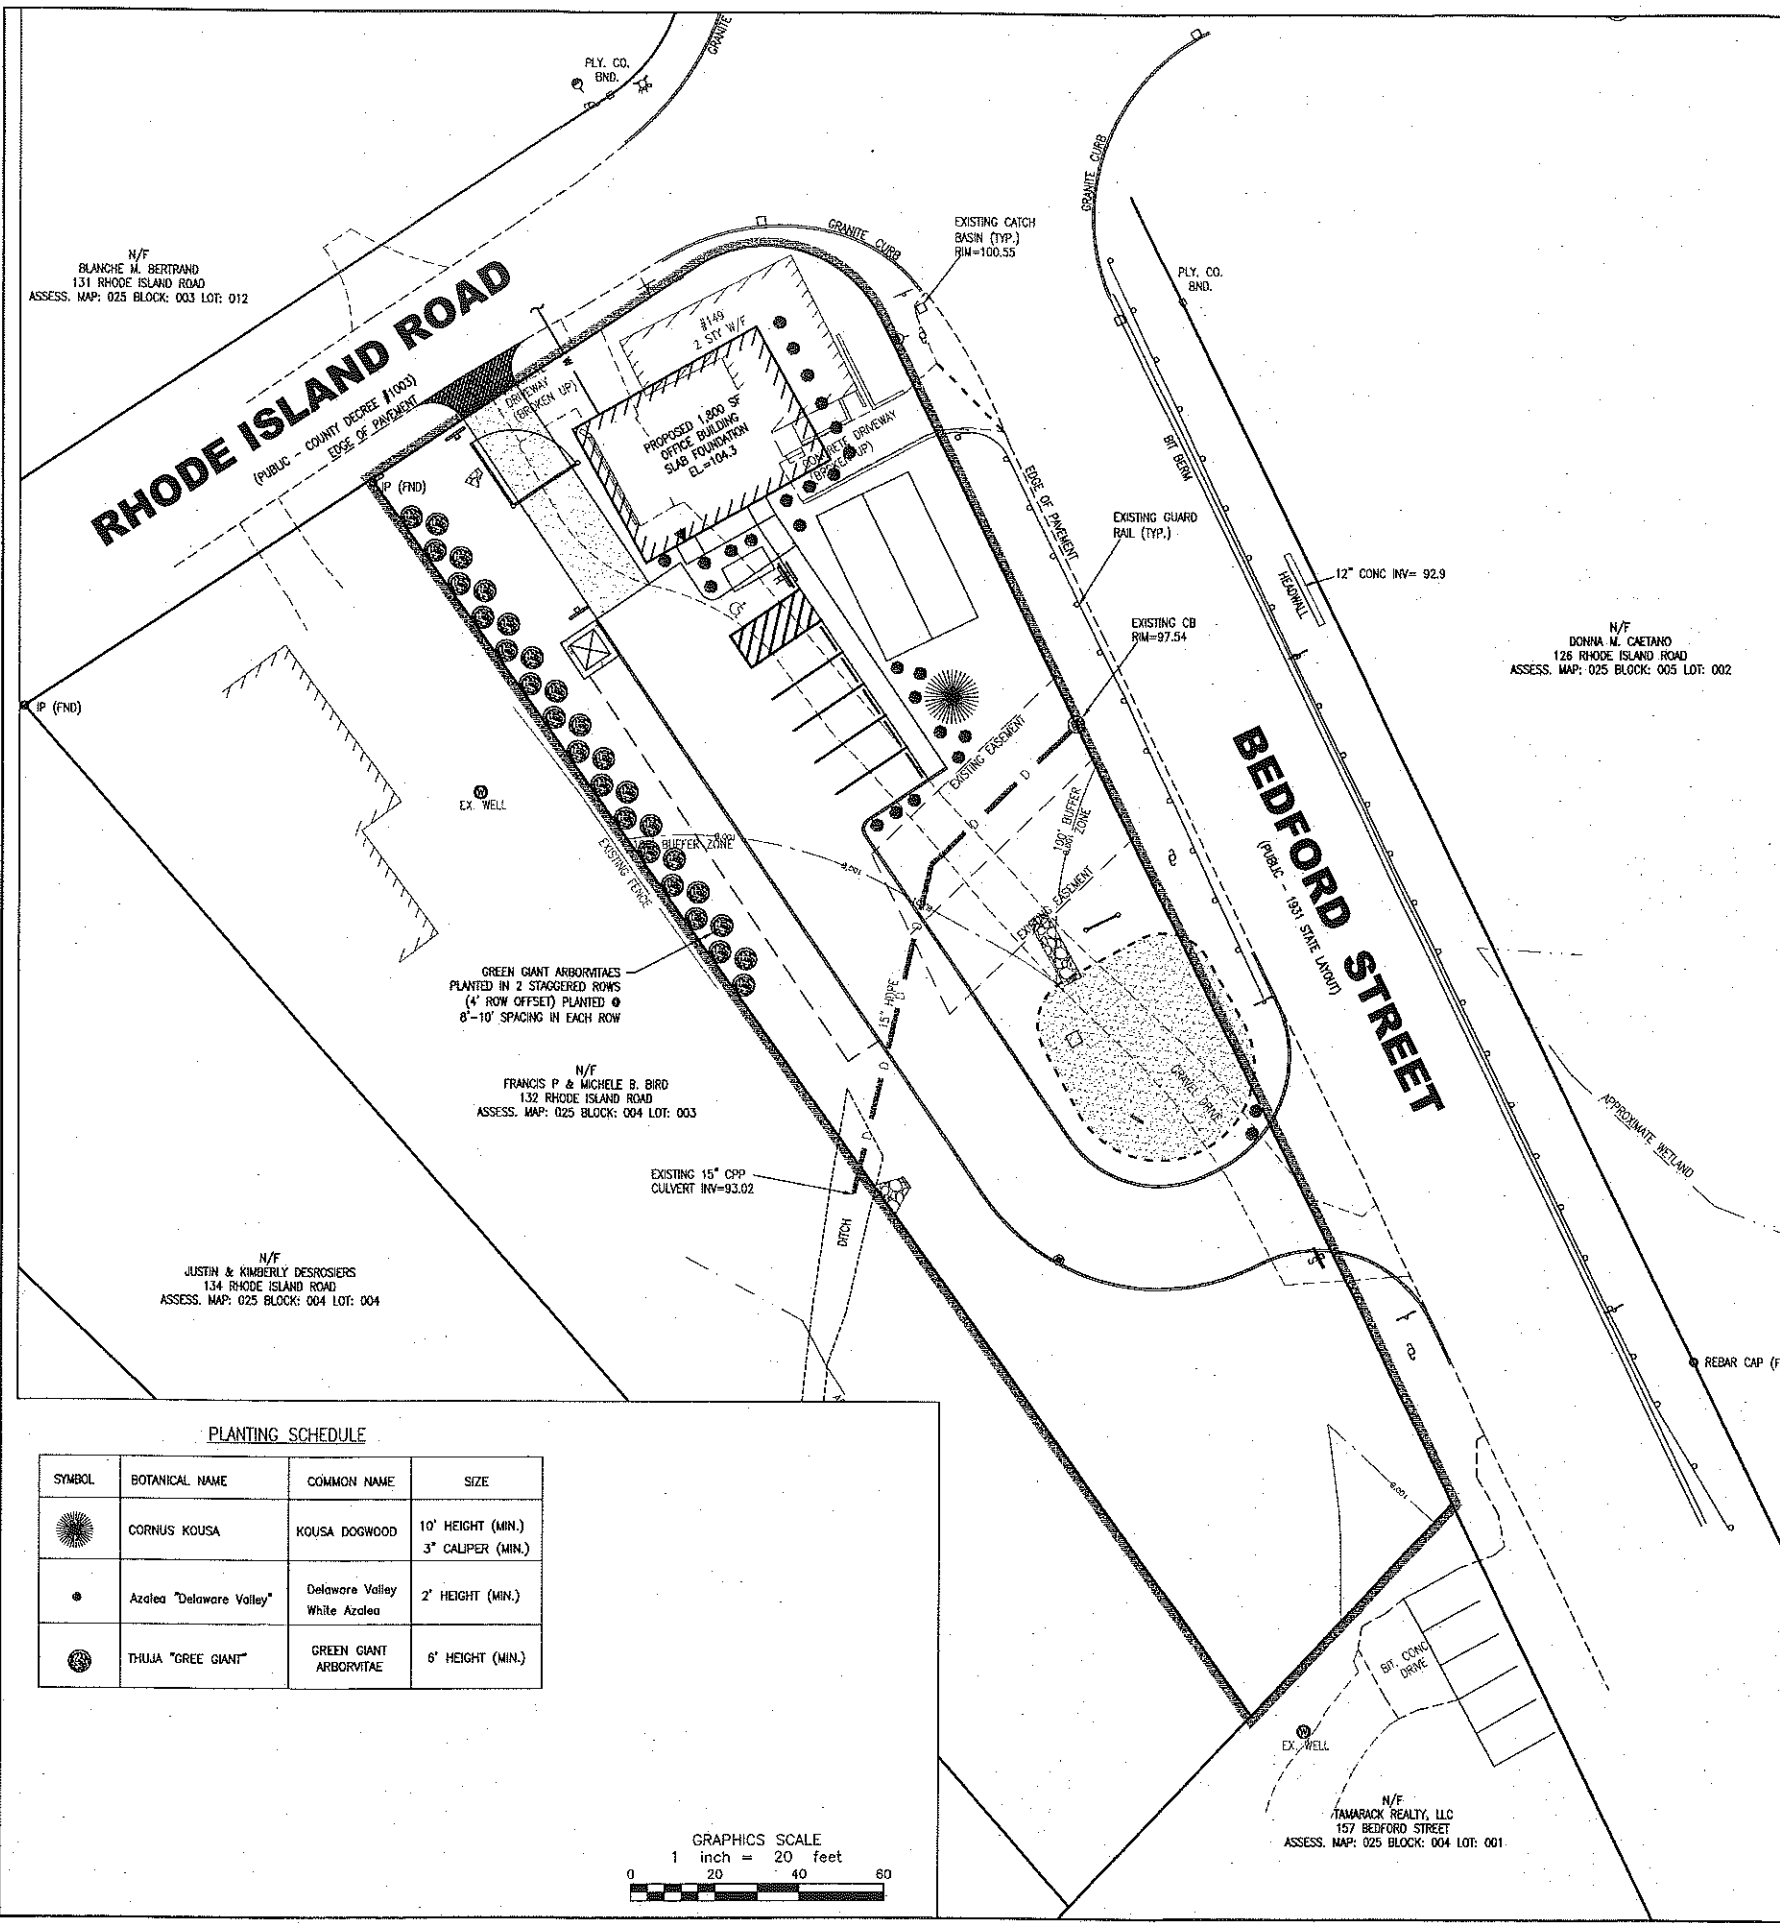 GRANITE
PLY. CO.
BND.
GRANITE CURB
N/F
BLANCHE M. BERTRAND
131 RHODE ISLAND ROAD
ASSESS. MAP: 025 BLOCK: 003 LOT: 012
GRANITE CURB
EXISTING CATCH
BASIN (TYP.)
RIM=100.55
PLY. CO.
BND.
RHODE ISLAND ROAD
(PUBLIC - COUNTY DECREE #1003)
EDGE OF PAVEMENT
#149
2 STY W/F
DRIVEWAY
(BROKEN UP)
PROPOSED 1,800 SF
OFFICE BUILDING
SLAB FOUNDATION
EL.=104.3
CONCRETE DRIVEWAY
(BROKEN UP)
BIT BERM
IP (FND)
EDGE OF PAVEMENT
EXISTING GUARD
RAIL (TYP.)
HEADWALL
12" CONC INV= 92.9
EXISTING CB
RIM=97.54
N/F
DONNA M. CAETANO
126 RHODE ISLAND ROAD
ASSESS. MAP: 025 BLOCK: 005 LOT: 002
IP (FND)
EX. WELL
EXISTING EASEMENT
D
D
100' BUFFER
ZONE
BUFFER ZONE
EXISTING FENCE
BEDFORD STREET
(PUBLIC - 1931 STATE LAYOUT)
EXISTING EASEMENT
GREEN GIANT ARBORVITAES
PLANTED IN 2 STAGGERED ROWS
(4' ROW OFFSET) PLANTED @
8'-10' SPACING IN EACH ROW
15" HDPE
D
D
D
GRAVEL DRIVE
N/F
FRANCIS P & MICHELE B. BIRD
132 RHODE ISLAND ROAD
ASSESS. MAP: 025 BLOCK: 004 LOT: 003
APPROXIMATE WETLAND
EXISTING 15" CPP
CULVERT INV=93.02
DITCH
N/F
JUSTIN & KIMBERLY DESROSIERS
134 RHODE ISLAND ROAD
ASSESS. MAP: 025 BLOCK: 004 LOT: 004
REBAR CAP (F
PLANTING SCHEDULE
SYMBOL BOTANICAL NAME COMMON NAME SIZE
CORNUS KOUSA KOUSA DOGWOOD 10' HEIGHT (MIN.)
3" CALIPER (MIN.)
Azalea "Delaware Valley" Delaware Valley White Azalea 2' HEIGHT (MIN.)
THUJA "GREE GIANT" GREEN GIANT ARBORVITAE 6' HEIGHT (MIN.)
BIT. CONC
DRIVE
EX. WELL
N/F
TAMARACK REALTY, LLC
157 BEDFORD STREET
ASSESS. MAP: 025 BLOCK: 004 LOT: 001
GRAPHICS SCALE
1 inch = 20 feet
0 20 40 60